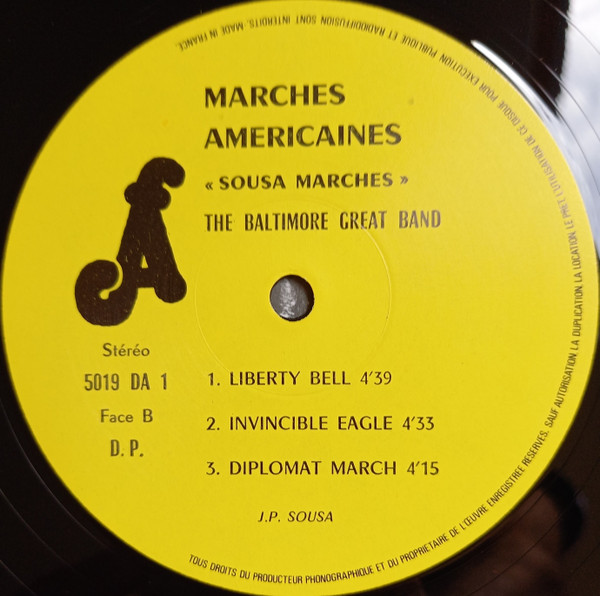 MARCHES
AMERICAINES
« SOUSA MARCHES »
THE BALTIMORE GREAT BAND
Af
Stéréo
5019 DA 1
Face B
D.P.
1. LIBERTY BELL 4'39
2. INVINCIBLE EAGLE 4'33
3. DIPLOMAT MARCH 4'15
J.P. SOUSA
TOUS DROITS DU PRODUCTEUR PHONOGRAPHIQUE ET DU PROPRIETAIRE DE L'ŒUVRE ENREGISTREE RESERVES, SAUF AUTORISATION, LA DUPLICATION, LA LOCATION, LE PRET, L'UTILISATION DE CE DISQUE POUR EXECUTION PUBLIQUE ET RADIODIFFUSION SONT INTERDITS. MADE IN FRANCE.